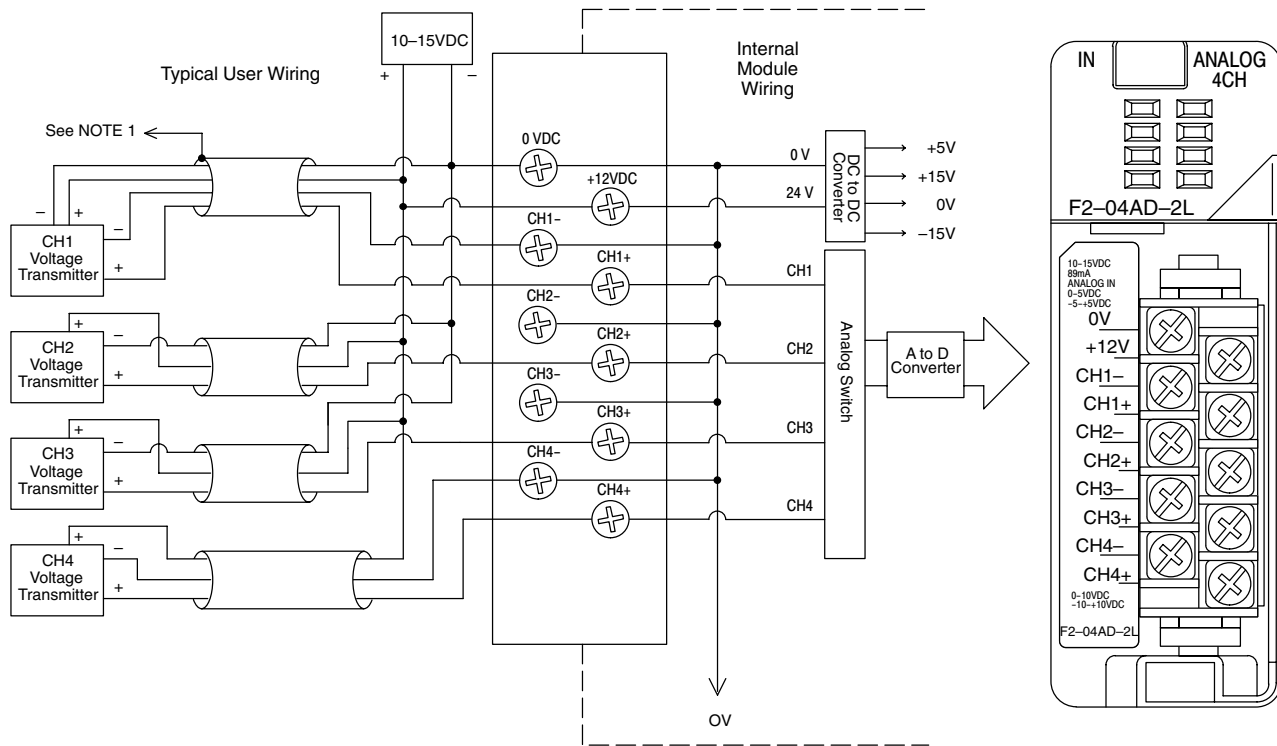 10–15VDC
+
–
Typical User Wiring
Internal
Module
Wiring
See NOTE 1
0 VDC
+12VDC
CH1-
CH1+
CH2-
CH2+
CH3-
CH3+
CH4-
CH4+
– +
–
+
CH1
Voltage
Transmitter
+
–
+
CH2
Voltage
Transmitter
+
–
+
CH3
Voltage
Transmitter
+
–
+
CH4
Voltage
Transmitter
0 V
24 V
DC to DC
Converter
+5V
+15V
0V
–15V
CH1
CH2
CH3
CH4
Analog Switch
A to D
Converter
OV
IN
ANALOG
4CH
F2–04AD–2L
10–15VDC
89mA
ANALOG IN
0–5VDC
–5–+5VDC
0V
+12V
CH1–
CH1+
CH2–
CH2+
CH3–
CH3+
CH4–
CH4+
0–10VDC
–10–+10VDC
F2–04AD–2L